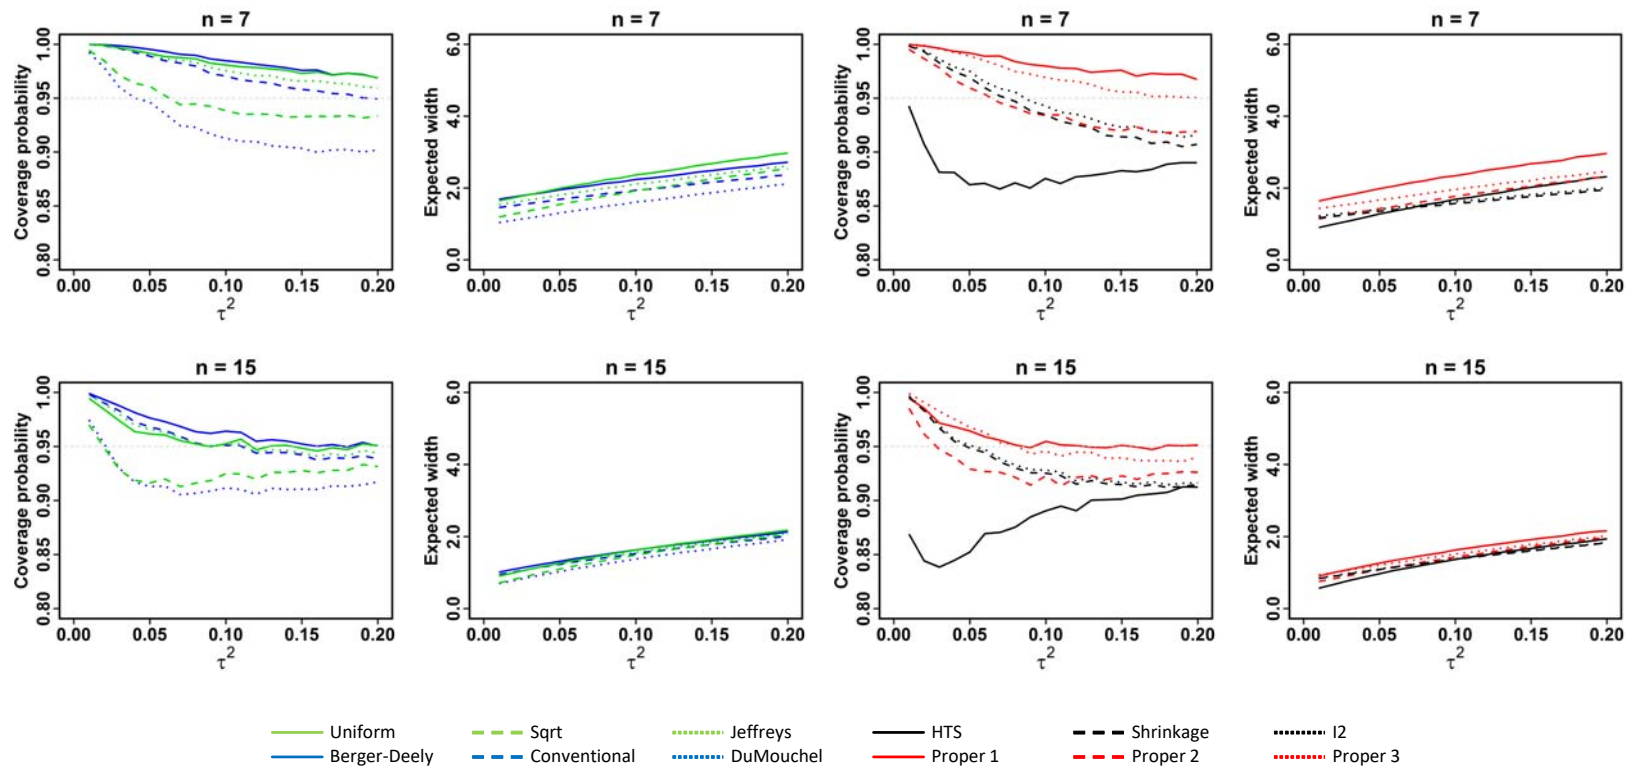 n = 7
Coverage probability
1.00
0.95
0.90
0.85
0.80
0.00 0.05 0.10 0.15 0.20
τ²
n = 7
Expected width
6.0
4.0
2.0
0.0
0.00 0.05 0.10 0.15 0.20
τ²
n = 7
Coverage probability
1.00
0.95
0.90
0.85
0.80
0.00 0.05 0.10 0.15 0.20
τ²
n = 7
Expected width
6.0
4.0
2.0
0.0
0.00 0.05 0.10 0.15 0.20
τ²
n = 15
Coverage probability
1.00
0.95
0.90
0.85
0.80
0.00 0.05 0.10 0.15 0.20
τ²
n = 15
Expected width
6.0
4.0
2.0
0.0
0.00 0.05 0.10 0.15 0.20
τ²
n = 15
Coverage probability
1.00
0.95
0.90
0.85
0.80
0.00 0.05 0.10 0.15 0.20
τ²
n = 15
Expected width
6.0
4.0
2.0
0.0
0.00 0.05 0.10 0.15 0.20
τ²
Uniform Sqrt Jeffreys HTS Shrinkage I2
Berger-Deely Conventional DuMouchel Proper 1 Proper 2 Proper 3